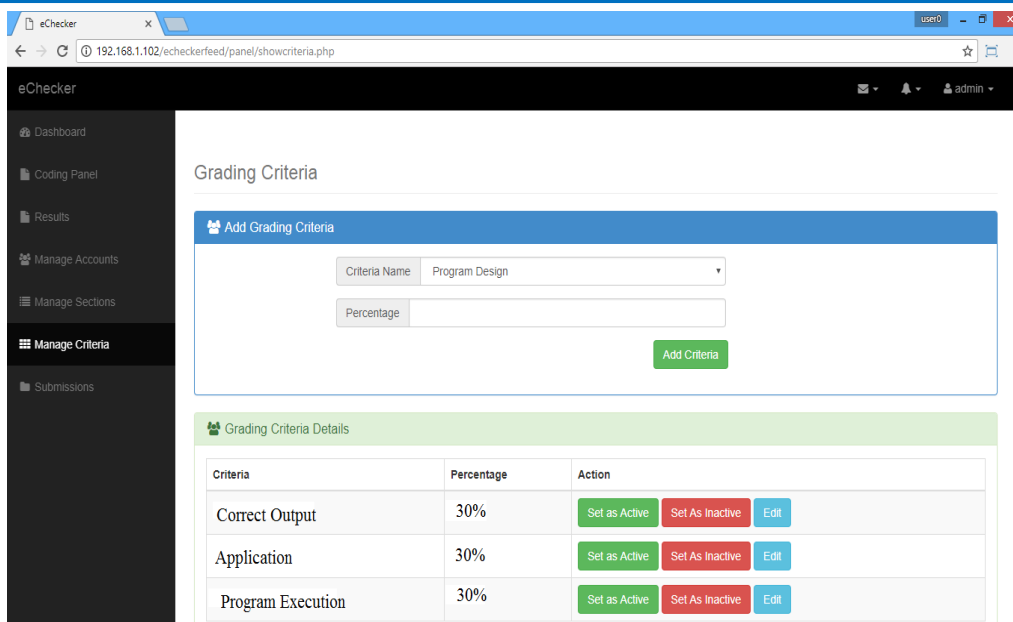 eChecker
user0
192.168.1.102/echeckerfeed/panel/showcriteria.php
eChecker
admin
Dashboard
Coding Panel
Results
Manage Accounts
Manage Sections
Manage Criteria
Submissions
Grading Criteria
Add Grading Criteria
Criteria Name Program Design
Percentage
Add Criteria
Grading Criteria Details
Criteria Percentage Action
Correct Output 30% Set as Active Set As Inactive Edit
Application 30% Set as Active Set As Inactive Edit
Program Execution 30% Set as Active Set As Inactive Edit